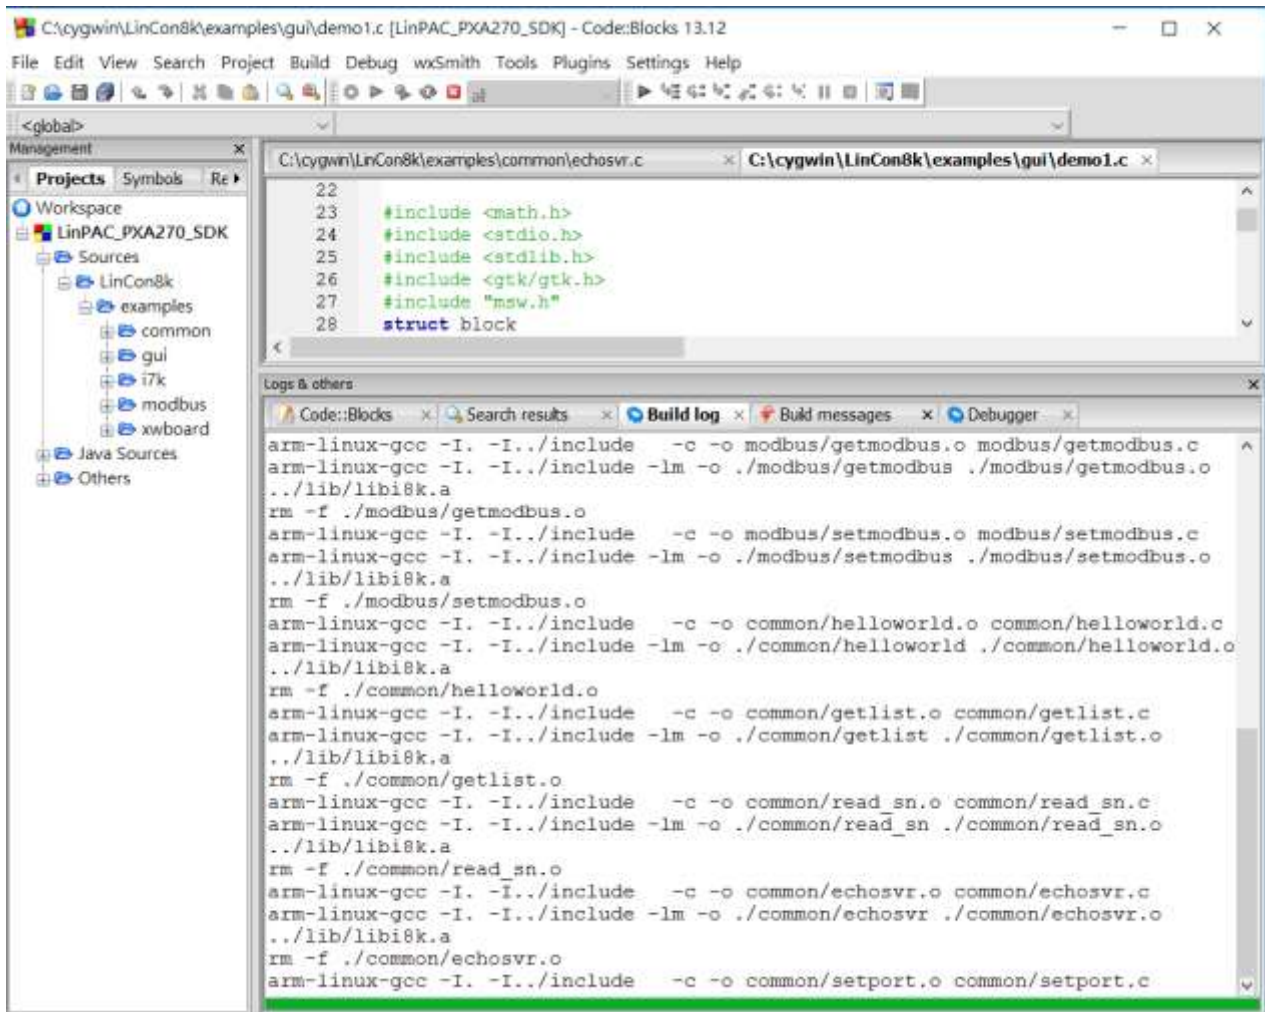 C:\cygwin\LinCon8k\examples\gui\demo1.c [LinPAC_PXA270_SDK] - Code::Blocks 13.12
File Edit View Search Project Build Debug wxSmith Tools Plugins Settings Help
<global>
Management
Projects Symbols Re
Workspace
LinPAC_PXA270_SDK
Sources
LinCon8k
examples
common
gui
i7k
modbus
xwboard
Java Sources
Others
C:\cygwin\LinCon8k\examples\common\echosvr.c C:\cygwin\LinCon8k\examples\gui\demo1.c
22
23 #include <math.h>
24 #include <stdio.h>
25 #include <stdlib.h>
26 #include <gtk/gtk.h>
27 #include "msw.h"
28 struct block
Logs & others
Code::Blocks Search results Build log Build messages Debugger
arm-linux-gcc -I. -I../include -c -o modbus/getmodbus.o modbus/getmodbus.c
arm-linux-gcc -I. -I../include -lm -o ./modbus/getmodbus ./modbus/getmodbus.o
../lib/libi8k.a
rm -f ./modbus/getmodbus.o
arm-linux-gcc -I. -I../include -c -o modbus/setmodbus.o modbus/setmodbus.c
arm-linux-gcc -I. -I../include -lm -o ./modbus/setmodbus ./modbus/setmodbus.o
../lib/libi8k.a
rm -f ./modbus/setmodbus.o
arm-linux-gcc -I. -I../include -c -o common/helloworld.o common/helloworld.c
arm-linux-gcc -I. -I../include -lm -o ./common/helloworld ./common/helloworld.o
../lib/libi8k.a
rm -f ./common/helloworld.o
arm-linux-gcc -I. -I../include -c -o common/getlist.o common/getlist.c
arm-linux-gcc -I. -I../include -lm -o ./common/getlist ./common/getlist.o
../lib/libi8k.a
rm -f ./common/getlist.o
arm-linux-gcc -I. -I../include -c -o common/read_sn.o common/read_sn.c
arm-linux-gcc -I. -I../include -lm -o ./common/read_sn ./common/read_sn.o
../lib/libi8k.a
rm -f ./common/read_sn.o
arm-linux-gcc -I. -I../include -c -o common/echosvr.o common/echosvr.c
arm-linux-gcc -I. -I../include -lm -o ./common/echosvr ./common/echosvr.o
../lib/libi8k.a
rm -f ./common/echosvr.o
arm-linux-gcc -I. -I../include -c -o common/setport.o common/setport.c